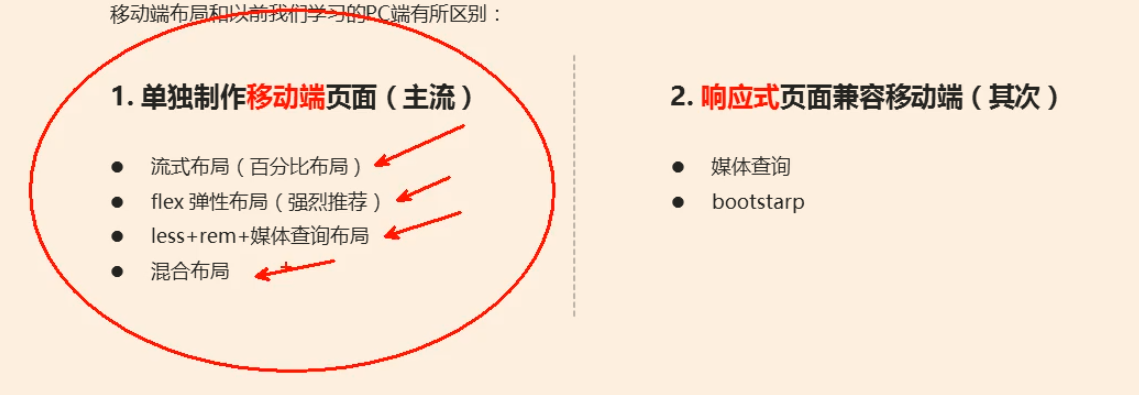 移动端布局和以前我们学习的PC端有所区别：
1. 单独制作移动端页面（主流）
● 流式布局（百分比布局）
● flex 弹性布局（强烈推荐）
● less+rem+媒体查询布局
● 混合布局
2. 响应式页面兼容移动端（其次）
● 媒体查询
● bootstarp